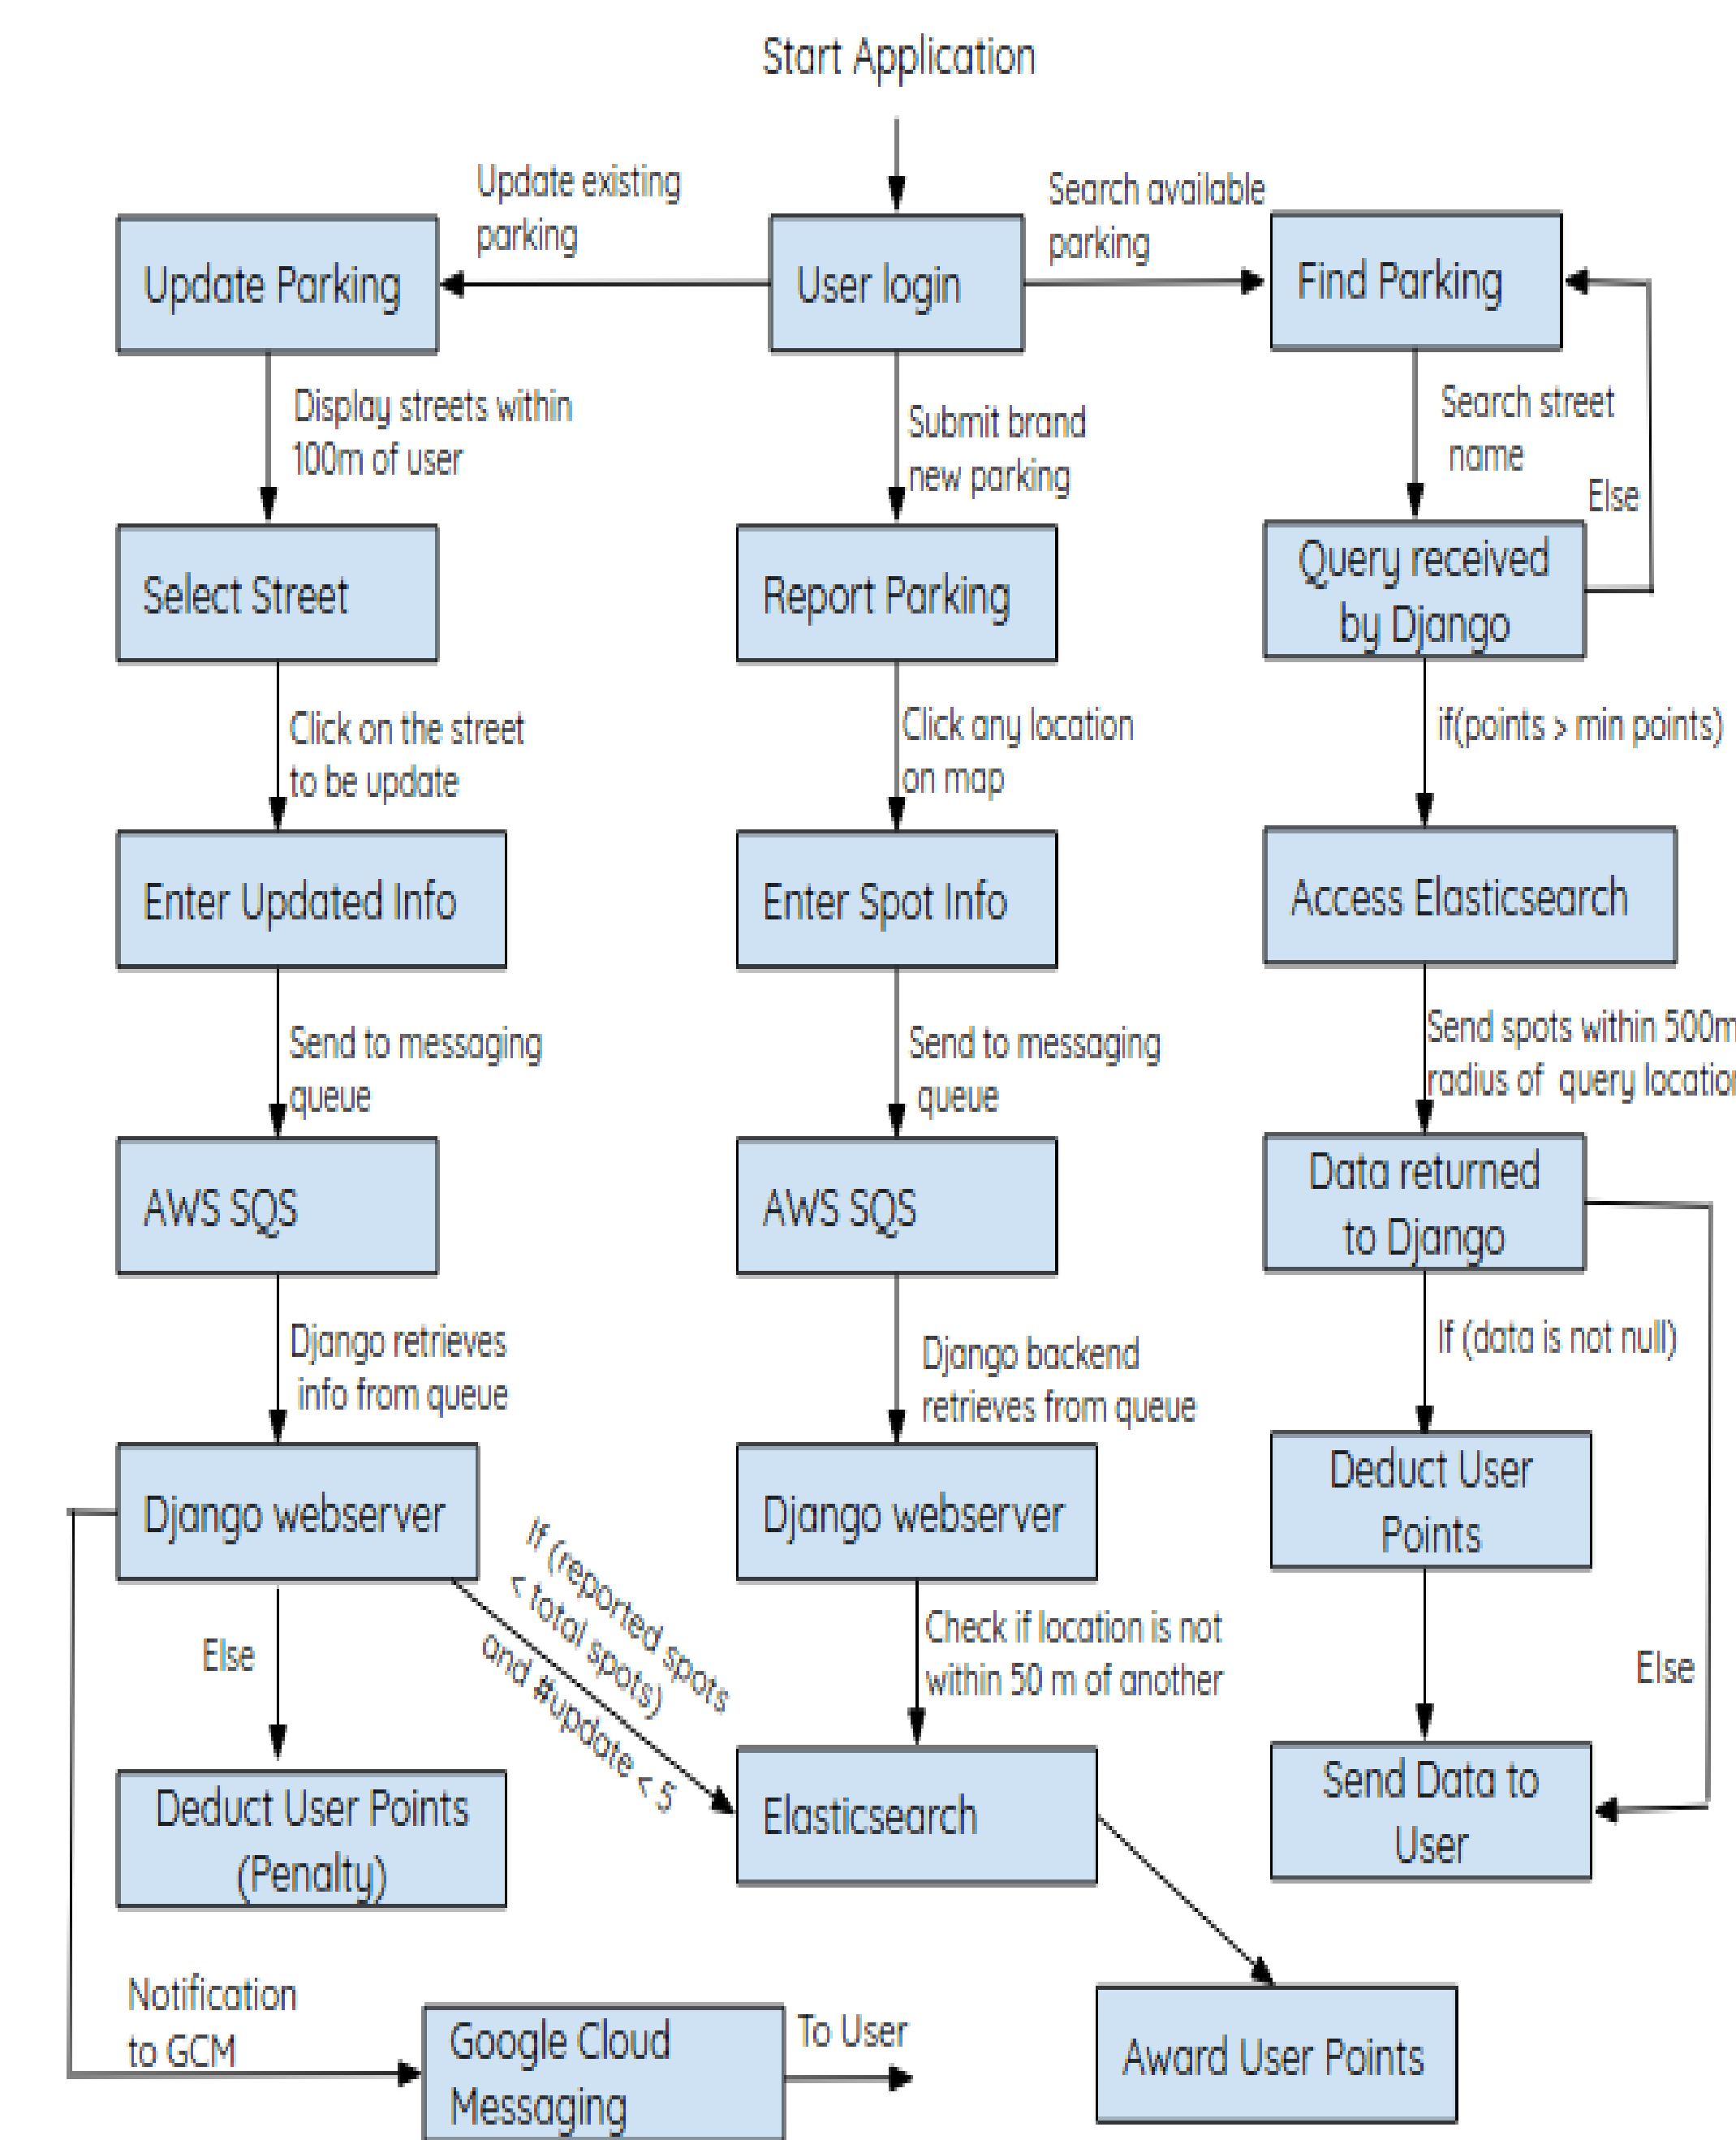 Start Application
Update existing
parking
Search available
parking
Update Parking
User login
Find Parking
Display streets within
100m of user
Submit brand
new parking
Search street
name
Else
Select Street
Report Parking
Query received
by Django
Click on the street
to be update
Click any location
on map
if(points > min points)
Enter Updated Info
Enter Spot Info
Access Elasticsearch
Send to messaging
queue
Send to messaging
queue
Send spots within 500m
radius of query location
AWS SQS
AWS SQS
Data returned
to Django
Django retrieves
info from queue
Django backend
retrieves from queue
If (data is not null)
Django webserver
Django webserver
Deduct User
Points
Else
If (reported spots
< total spots)
and #update < 5
Check if location is not
within 50 m of another
Else
Deduct User Points
(Penalty)
Elasticsearch
Send Data to
User
Notification
to GCM
Google Cloud
Messaging
To User
Award User Points